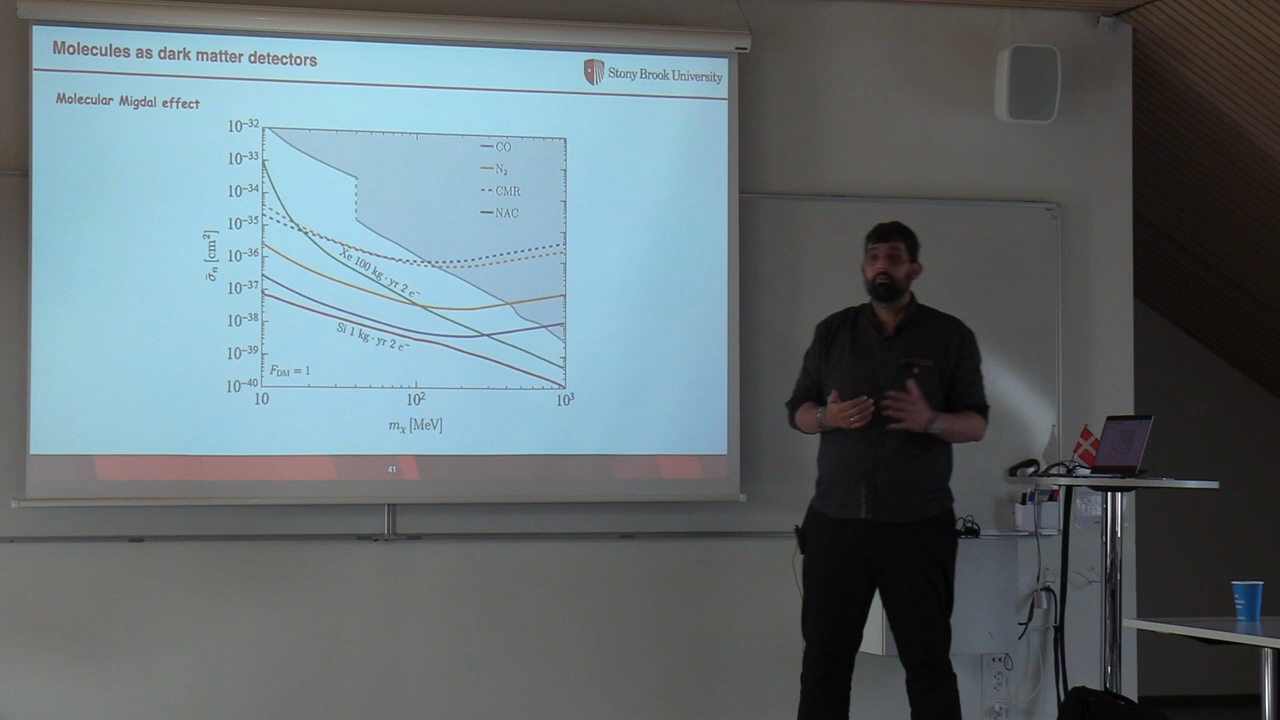 Molecules as dark matter detectors
Stony Brook University
Molecular Migdal effect
10⁻³²
10⁻³³
10⁻³⁴
10⁻³⁵
10⁻³⁶
10⁻³⁷
10⁻³⁸
10⁻³⁹
10⁻⁴⁰
σ̄ₙ [cm²]
CO
N₂
CMR
NAC
Xe 100 kg · yr 2 e⁻
Si 1 kg · yr 2 e⁻
F_DM = 1
10 10² 10³
mᵪ [MeV]
41